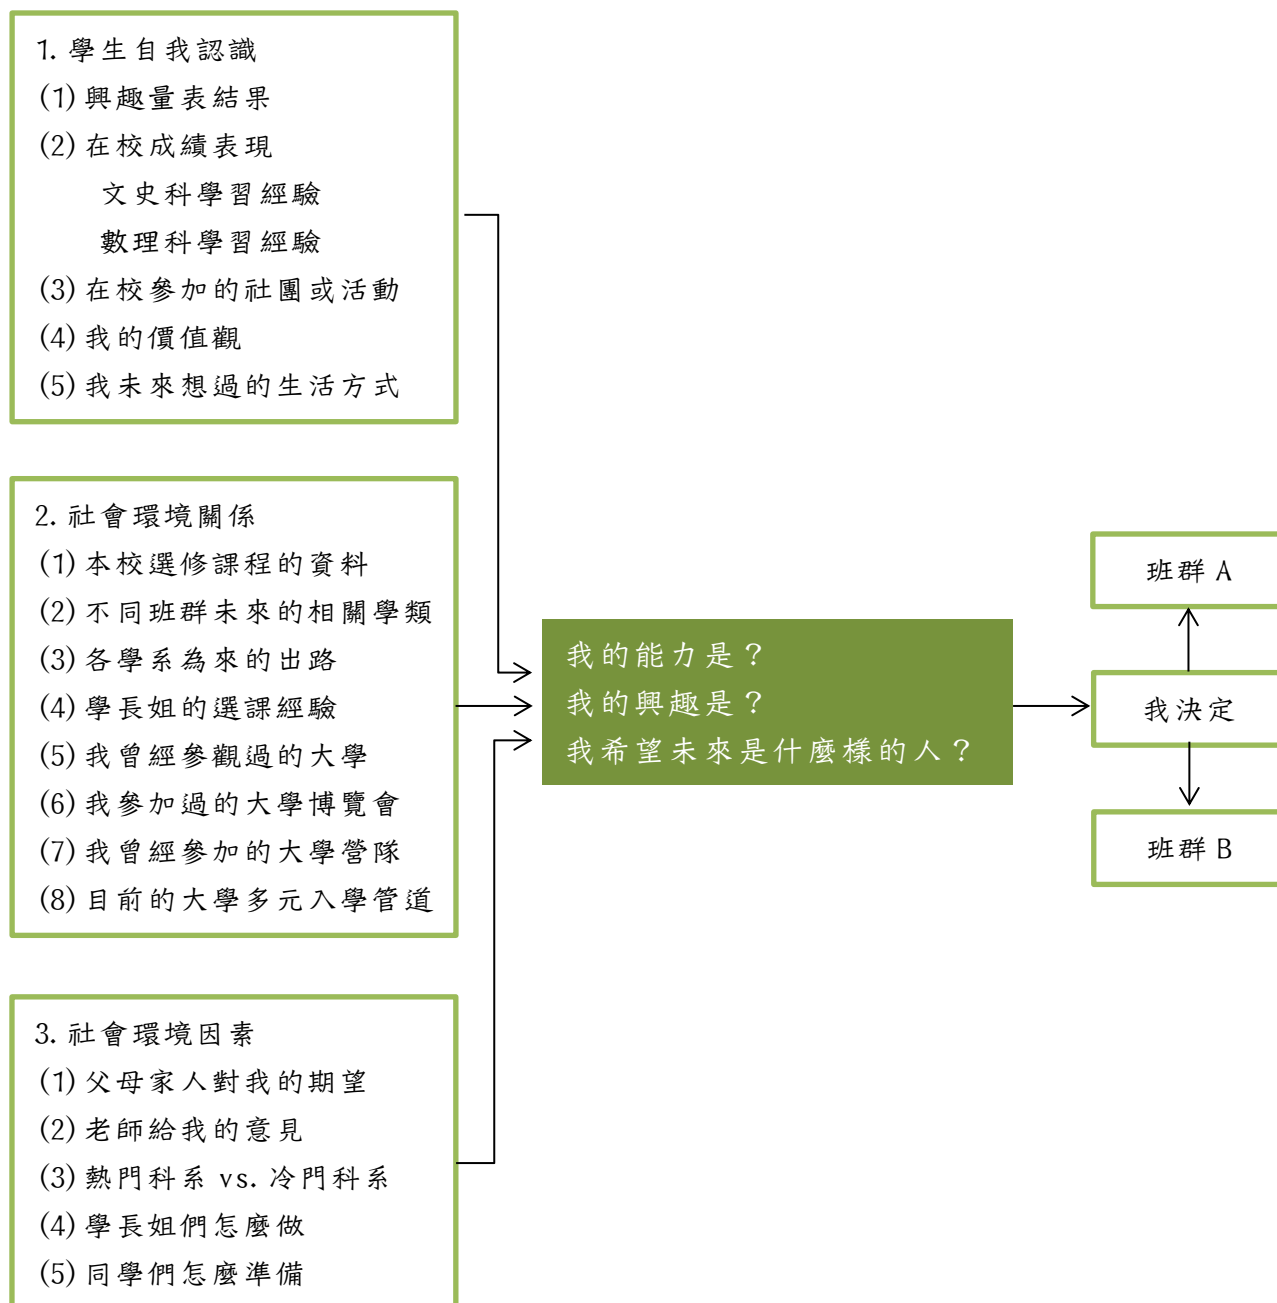 1.學生自我認識
(1)興趣量表結果
(2)在校成績表現
文史科學習經驗
數理科學習經驗
(3)在校參加的社團或活動
(4)我的價值觀
(5)我未來想過的生活方式
2.社會環境關係
(1)本校選修課程的資料
(2)不同班群未來的相關學類
(3)各學系為來的出路
(4)學長姐的選課經驗
(5)我曾經參觀過的大學
(6)我參加過的大學博覽會
(7)我曾經參加的大學營隊
(8)目前的大學多元入學管道
3.社會環境因素
(1)父母家人對我的期望
(2)老師給我的意見
(3)熱門科系 vs.冷門科系
(4)學長姐們怎麼做
(5)同學們怎麼準備
我的能力是？
我的興趣是？
我希望未來是什麼樣的人？
班群 A
我決定
班群 B